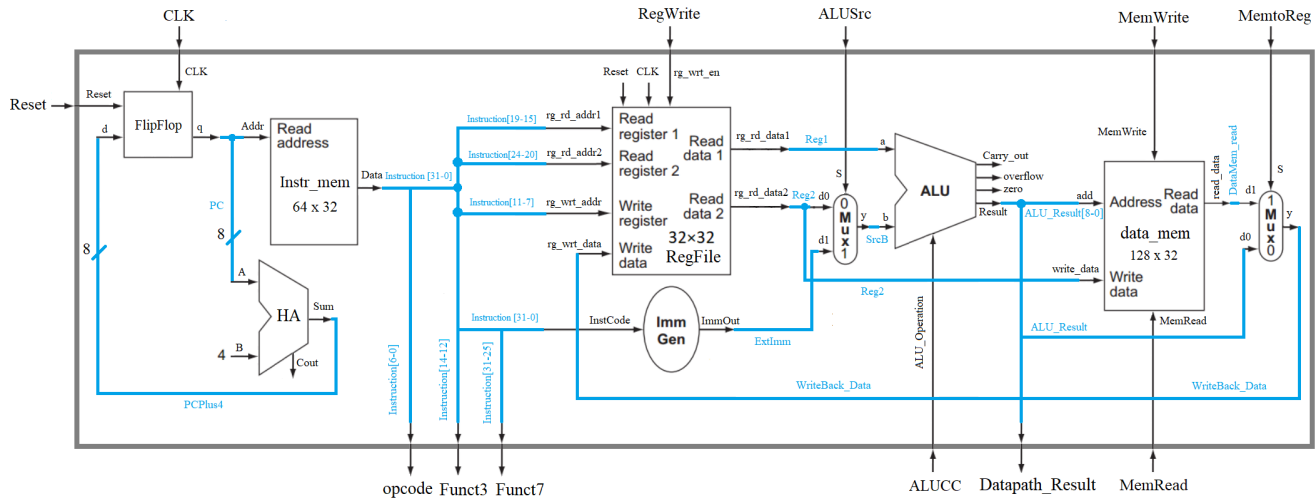 CLK
RegWrite
ALUSrc
MemWrite
MemtoReg
CLK
rg_wrt_en
Reset
CLK
Reset
Reset
FlipFlop
d
q
Addr
Read
address
Instr_mem
64 x 32
Data
Instruction [31-0]
PC
8
8
A
HA
Sum
4
B
Cout
PCPlus4
Instruction[19-15]
rg_rd_addr1
Instruction[24-20]
rg_rd_addr2
Instruction[11-7]
rg_wrt_addr
rg_wrt_data
Read
register 1
Read
register 2
Write
register
Write
data
Read
data 1
Read
data 2
32×32
RegFile
rg_rd_data1
Reg1
rg_rd_data2
Reg2
Instruction [31-0]
InstCode
Imm
Gen
ImmOut
ExtImm
S
d0
d1
0
Mux
1
y
SrcB
a
b
ALU
Carry_out
overflow
zero
Result
ALU_Operation
MemWrite
add
ALU_Result[8-0]
Address
Read
data
data_mem
128 x 32
Write
data
write_data
Reg2
MemRead
read_data
DataMem_read
S
d1
d0
1
Mux
0
y
ALU_Result
WriteBack_Data
WriteBack_Data
Instruction[6-0]
Instruction[14-12]
Instruction[31-25]
opcode
Funct3
Funct7
ALUCC
Datapath_Result
MemRead